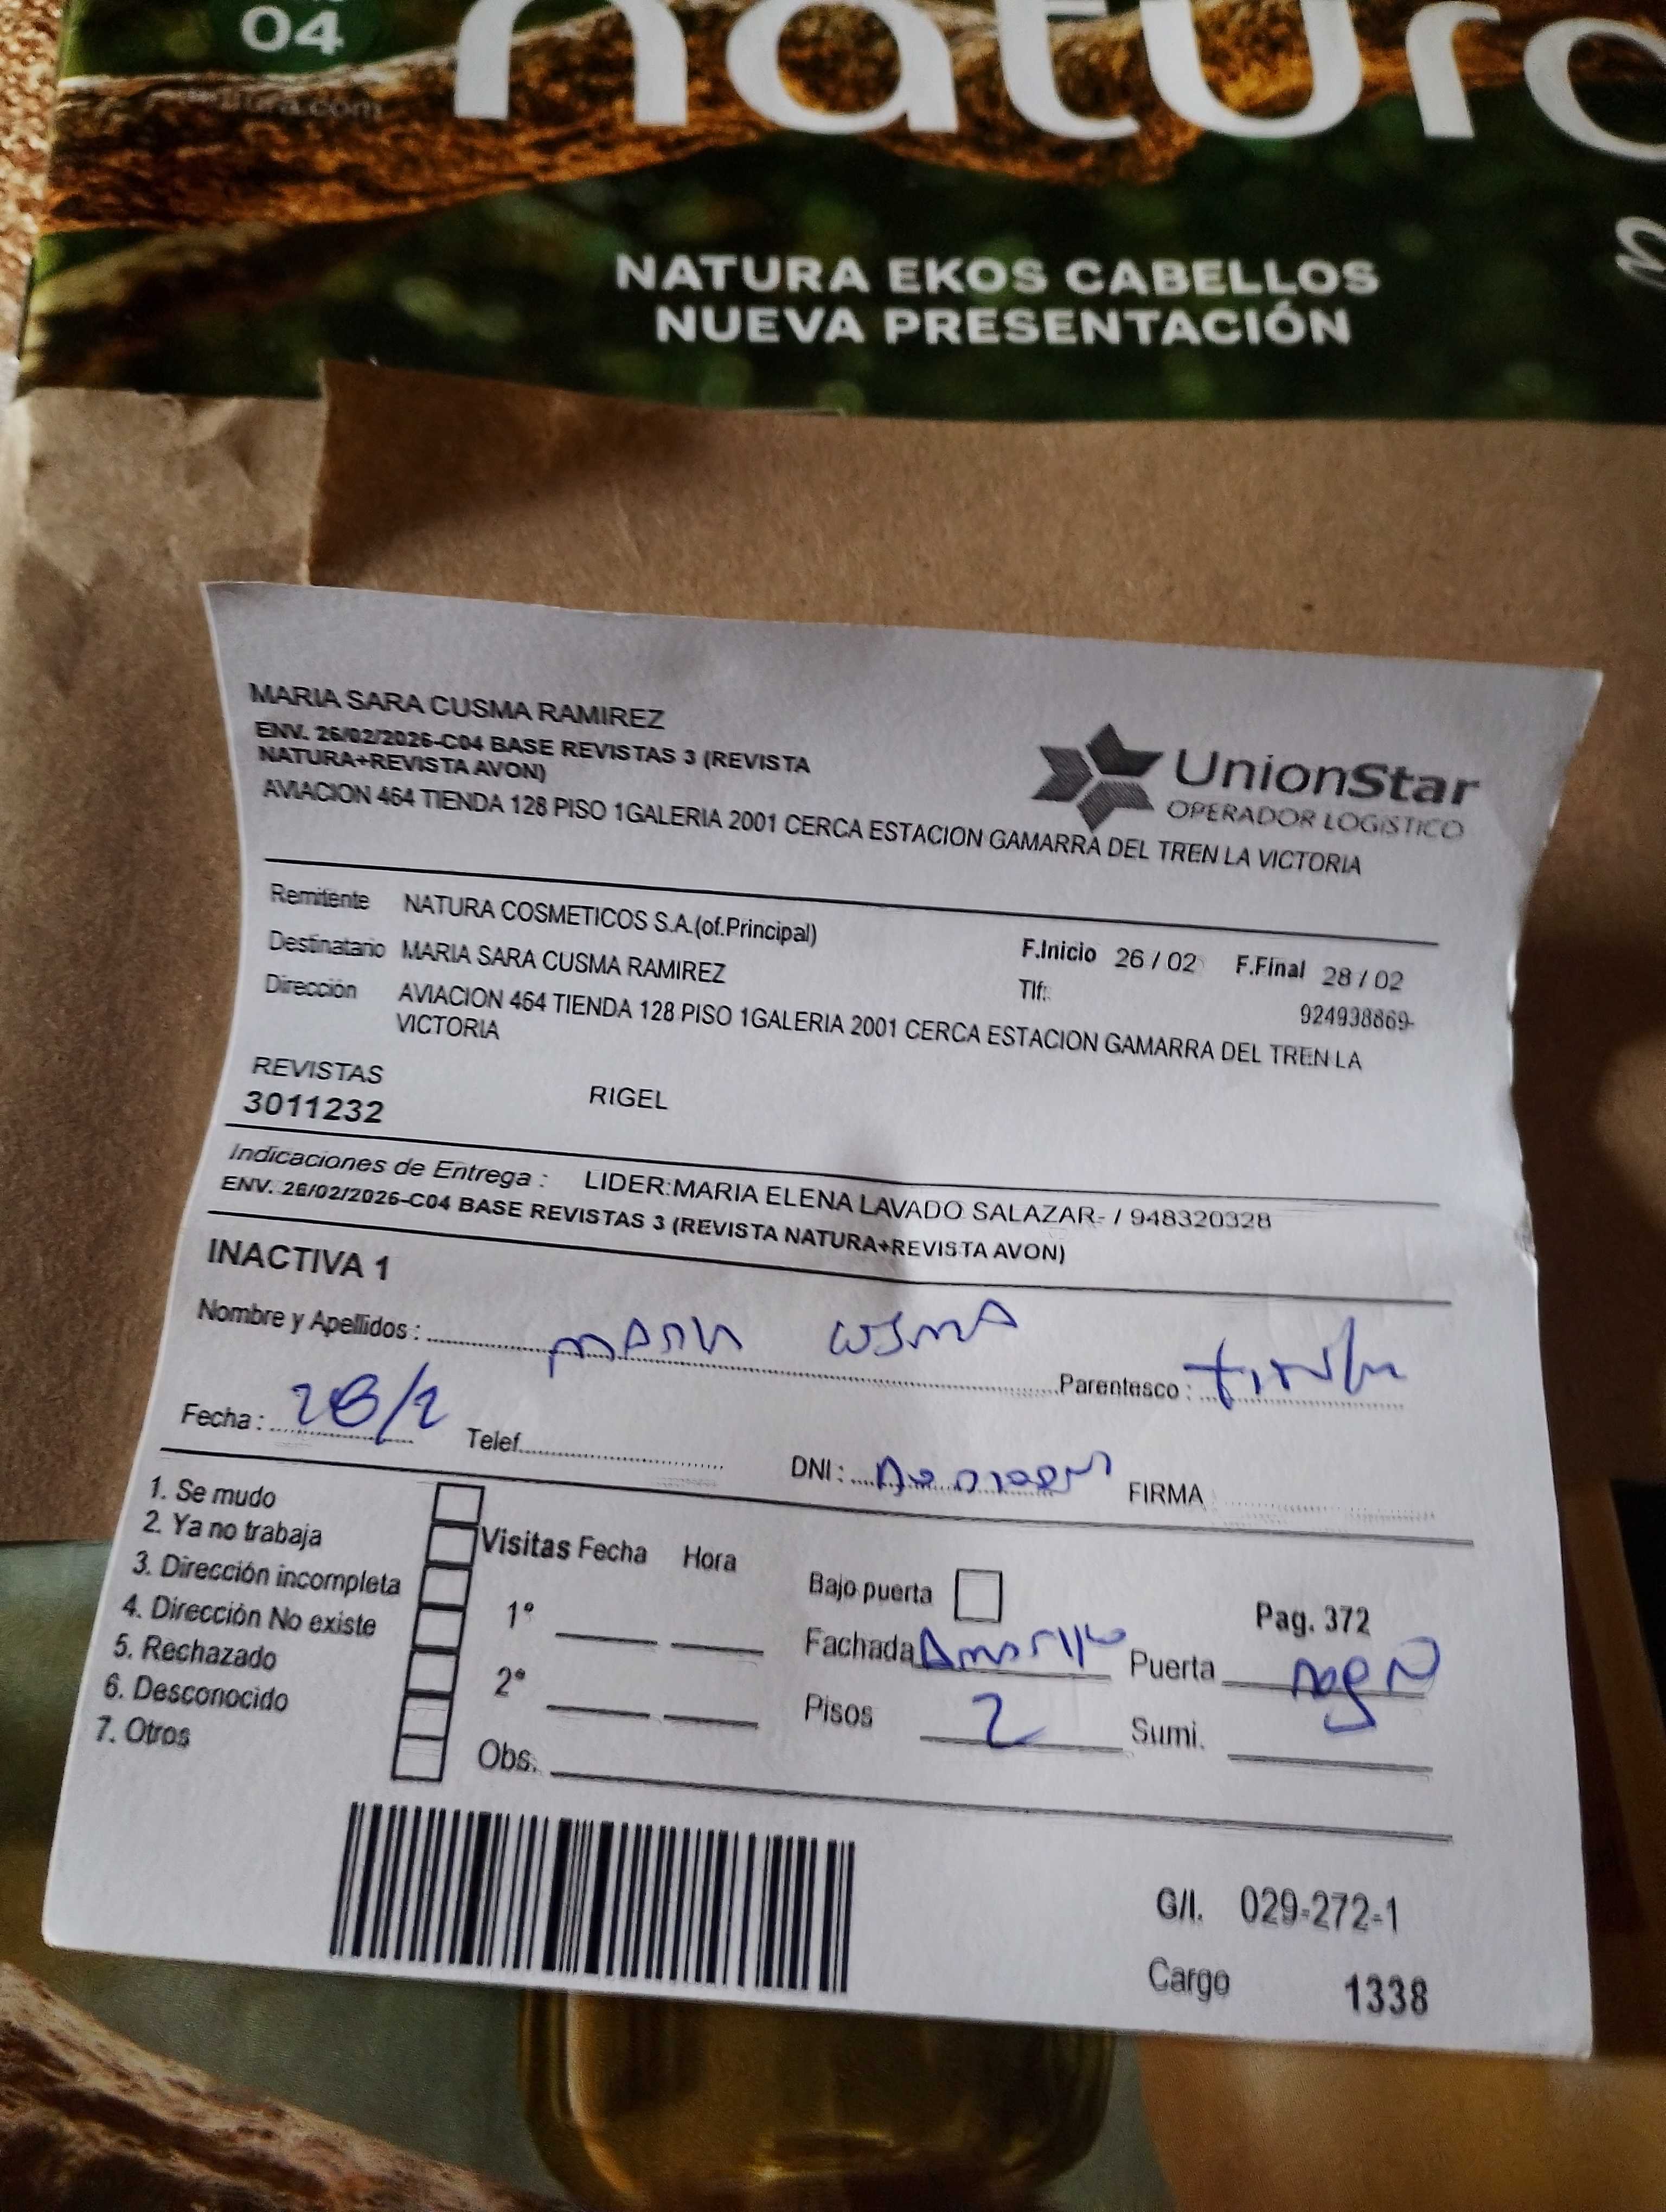 04
natura
NATURA EKOS CABELLOS
NUEVA PRESENTACIÓN
MARIA SARA CUSMA RAMIREZ
ENV. 26/02/2026-C04 BASE REVISTAS 3 (REVISTA
NATURA+REVISTA AVON)
AVIACION 464 TIENDA 128 PISO 1GALERIA 2001 CERCA ESTACION GAMARRA DEL TREN LA VICTORIA
UnionStar
OPERADOR LOGISTICO
Remitente NATURA COSMETICOS S.A.(of.Principal)
F.Inicio 26 / 02 F.Final 28 / 02
Destinatario MARIA SARA CUSMA RAMIREZ
Tlf: 924938869-
Dirección AVIACION 464 TIENDA 128 PISO 1GALERIA 2001 CERCA ESTACION GAMARRA DEL TREN LA
VICTORIA
REVISTAS
3011232 RIGEL
Indicaciones de Entrega : LIDER:MARIA ELENA LAVADO SALAZAR- / 948320328
ENV. 26/02/2026-C04 BASE REVISTAS 3 (REVISTA NATURA+REVISTA AVON)
INACTIVA 1
Nombre y Apellidos : Maria Cusma Parentesco :
Fecha : Telef. DNI : FIRMA
1. Se mudo
2. Ya no trabaja
3. Dirección incompleta
4. Dirección No existe
5. Rechazado
6. Desconocido
7. Otros
Visitas Fecha Hora
1°
2°
Obs.
Bajo puerta Pag. 372
Fachada Amarillo Puerta
Pisos 2 Sumi.
G/I. 029-272-1
Cargo 1338